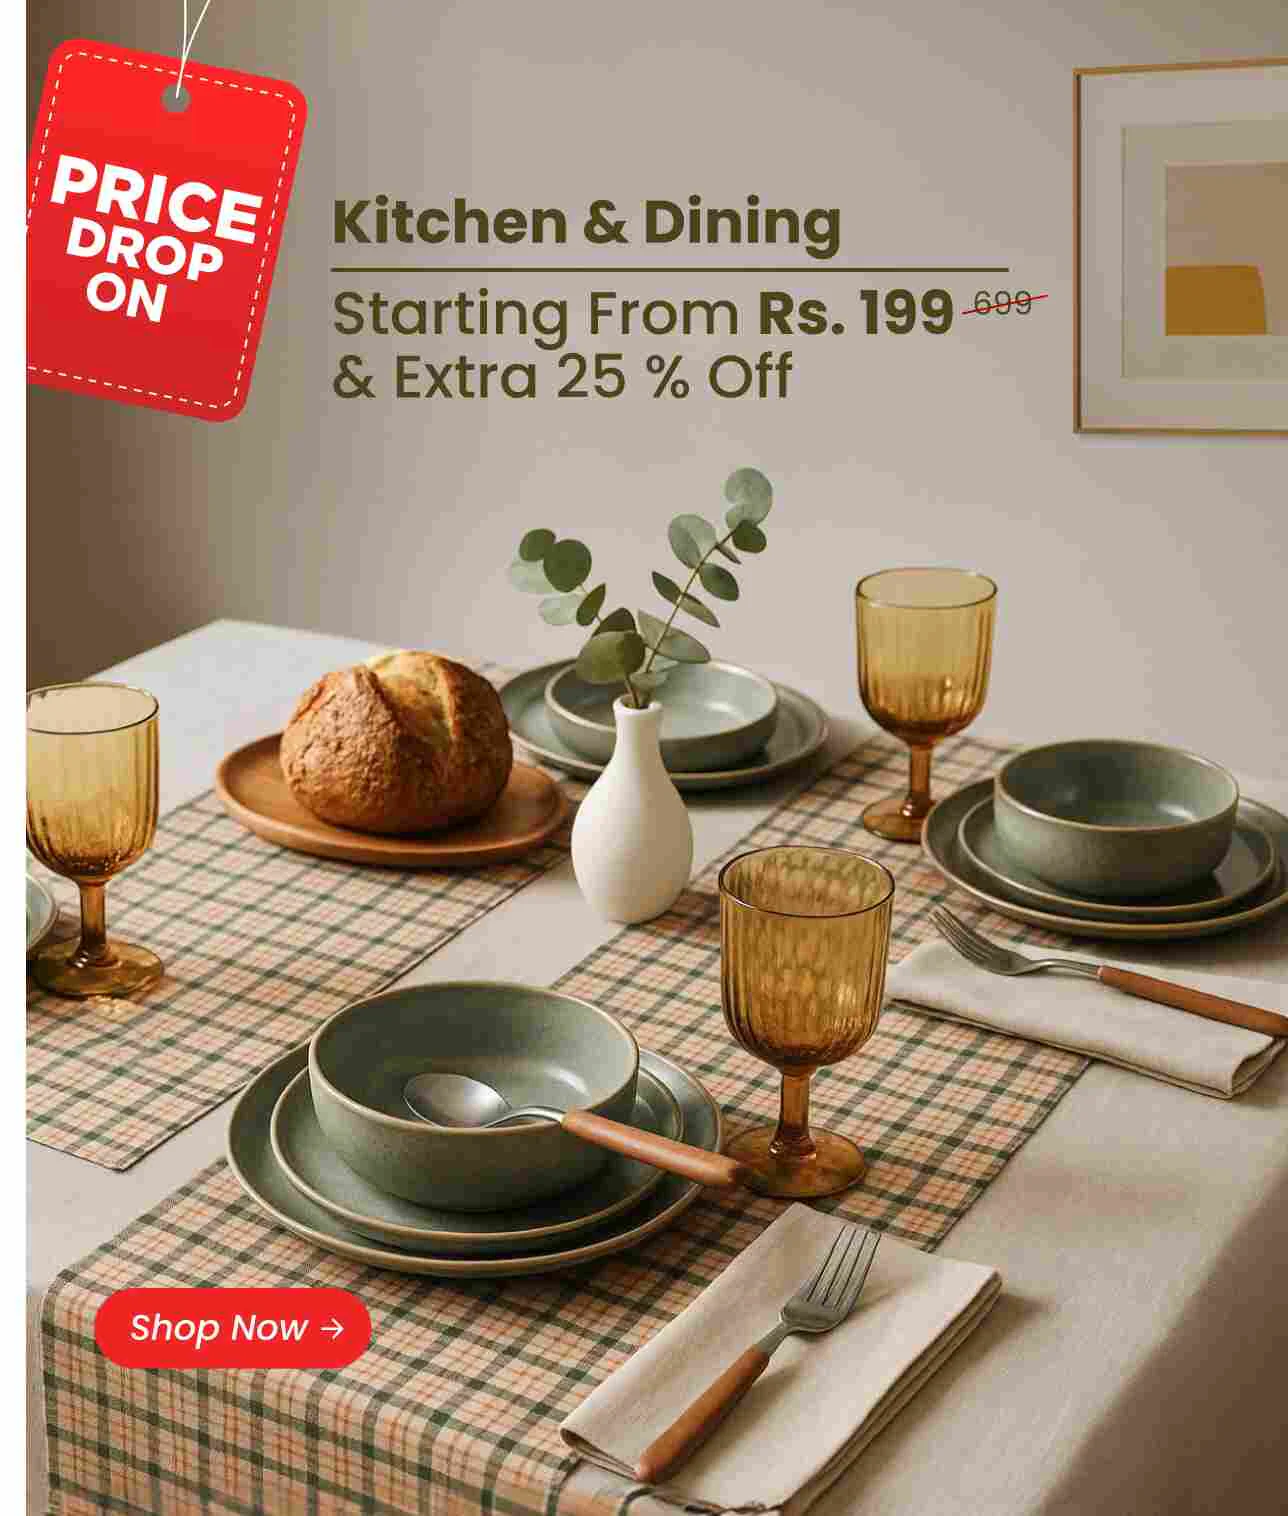 PRICE
DROP
ON
Kitchen & Dining
Starting From Rs. 199 699
& Extra 25 % Off
Shop Now →